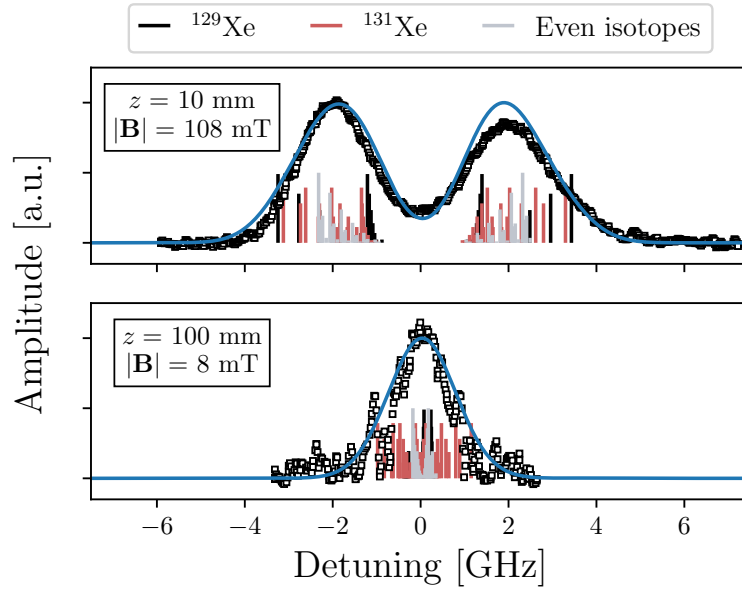 ¹²⁹Xe ¹³¹Xe Even isotopes
z = 10 mm
|B| = 108 mT
z = 100 mm
|B| = 8 mT
Amplitude [a.u.]
−6 −4 −2 0 2 4 6
Detuning [GHz]